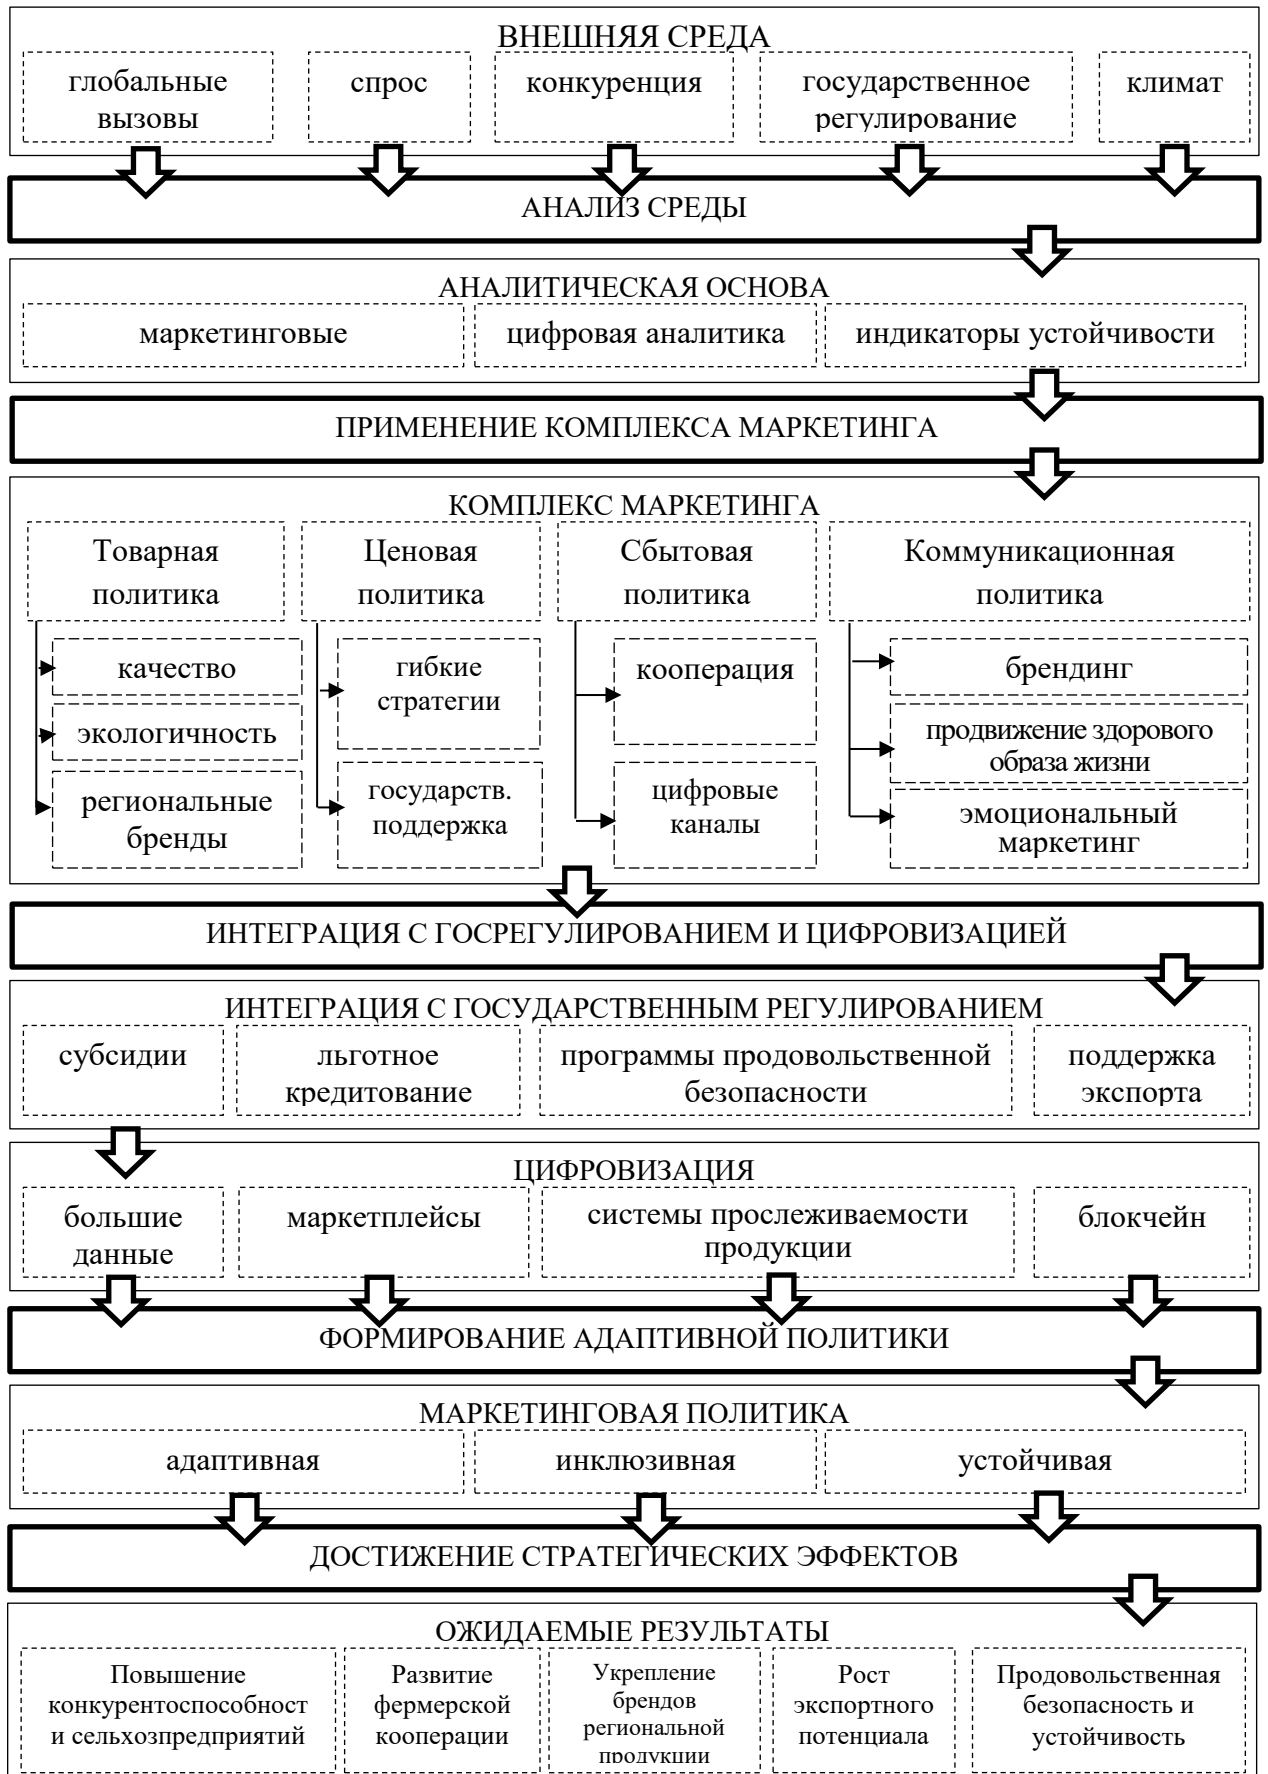 ВНЕШНЯЯ СРЕДА
глобальные
вызовы
спрос
конкуренция
государственное
регулирование
климат
АНАЛИЗ СРЕДЫ
АНАЛИТИЧЕСКАЯ ОСНОВА
маркетинговые
цифровая аналитика
индикаторы устойчивости
ПРИМЕНЕНИЕ КОМПЛЕКСА МАРКЕТИНГА
КОМПЛЕКС МАРКЕТИНГА
Товарная
политика
качество
экологичность
региональные
бренды
Ценовая
политика
гибкие
стратегии
государств.
поддержка
Сбытовая
политика
кооперация
цифровые
каналы
Коммуникационная
политика
брендинг
продвижение здорового
образа жизни
эмоциональный
маркетинг
ИНТЕГРАЦИЯ С ГОСРЕГУЛИРОВАНИЕМ И ЦИФРОВИЗАЦИЕЙ
ИНТЕГРАЦИЯ С ГОСУДАРСТВЕННЫМ РЕГУЛИРОВАНИЕМ
субсидии
льготное
кредитование
программы продовольственной
безопасности
поддержка
экспорта
ЦИФРОВИЗАЦИЯ
большие
данные
маркетплейсы
системы прослеживаемости
продукции
блокчейн
ФОРМИРОВАНИЕ АДАПТИВНОЙ ПОЛИТИКИ
МАРКЕТИНГОВАЯ ПОЛИТИКА
адаптивная
инклюзивная
устойчивая
ДОСТИЖЕНИЕ СТРАТЕГИЧЕСКИХ ЭФФЕКТОВ
ОЖИДАЕМЫЕ РЕЗУЛЬТАТЫ
Повышение
конкурентоспособност
и сельхозпредприятий
Развитие
фермерской
кооперации
Укрепление
брендов
региональной
продукции
Рост
экспортного
потенциала
Продовольственная
безопасность и
устойчивость